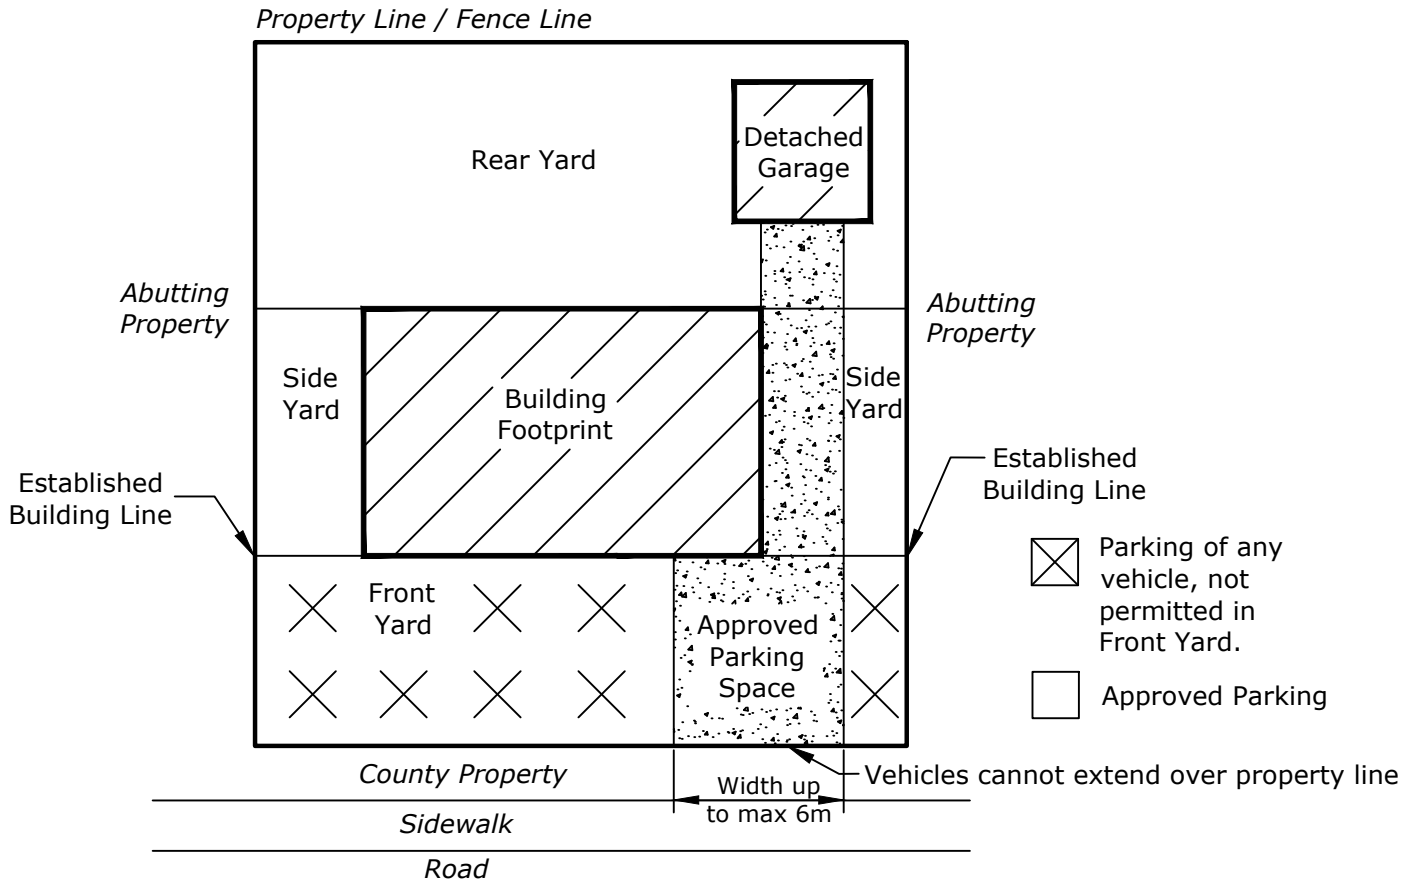 Property Line / Fence Line
Detached
Garage
Rear Yard
Abutting
Property
Abutting
Property
Side
Yard
Building
Footprint
Side
Yard
Established
Building Line
Established
Building Line
Front
Yard
Approved
Parking
Space
Parking of any
vehicle, not
permitted in
Front Yard.
Approved Parking
County Property
Width up
to max 6m
Vehicles cannot extend over property line
Sidewalk
Road